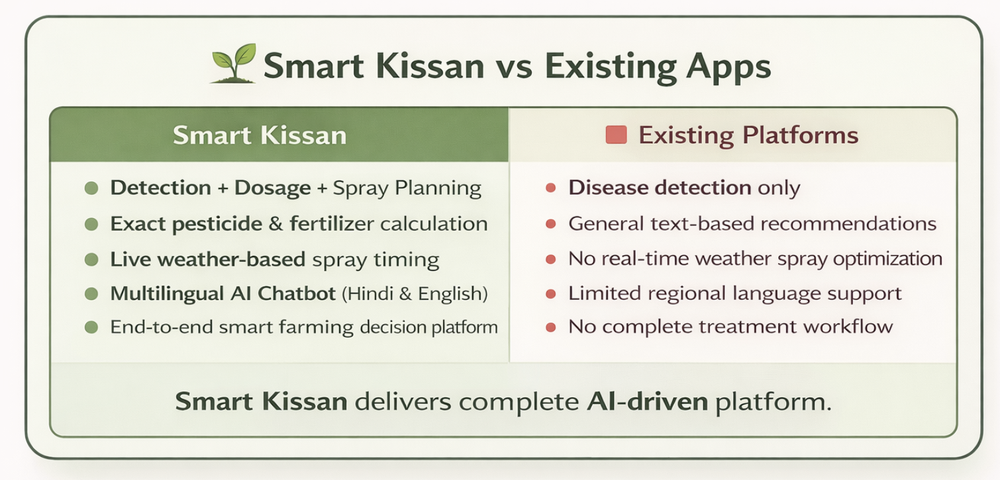 Smart Kissan vs Existing Apps
Smart Kissan
Detection + Dosage + Spray Planning
Exact pesticide & fertilizer calculation
Live weather-based spray timing
Multilingual AI Chatbot (Hindi & English)
End-to-end smart farming decision platform
Existing Platforms
Disease detection only
General text-based recommendations
No real-time weather spray optimization
Limited regional language support
No complete treatment workflow
Smart Kissan delivers complete AI-driven platform.